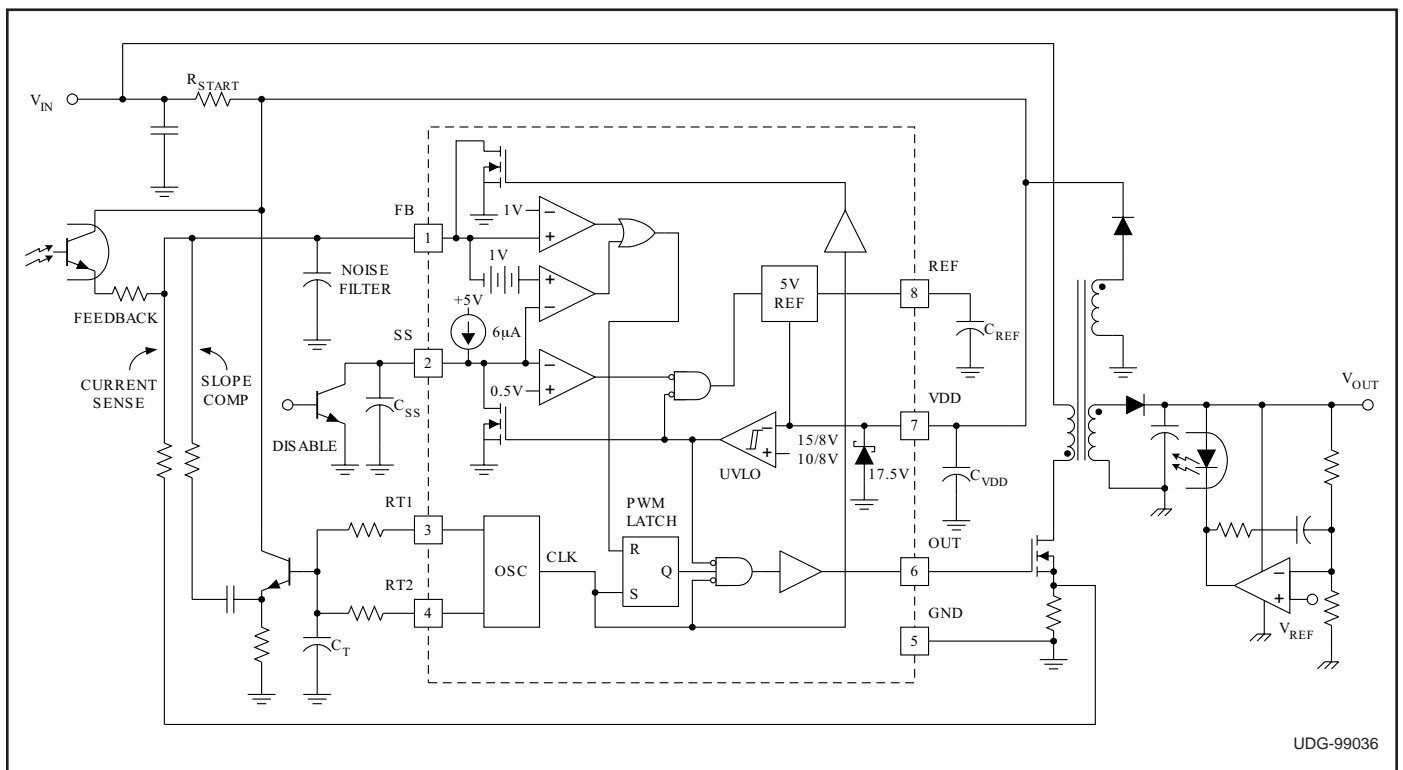 R_START
V_IN
FB
1
1V
1V
NOISE
FILTER
FEEDBACK
+5V
6µA
5V
REF
REF
8
C_REF
SS
2
CURRENT
SENSE
SLOPE
COMP
0.5V
C_SS
DISABLE
VDD
7
15/8V
10/8V
UVLO
17.5V
C_VDD
V_OUT
RT1
3
PWM
LATCH
R
Q
S
OSC
CLK
OUT
6
RT2
4
C_T
GND
5
V_REF
UDG-99036